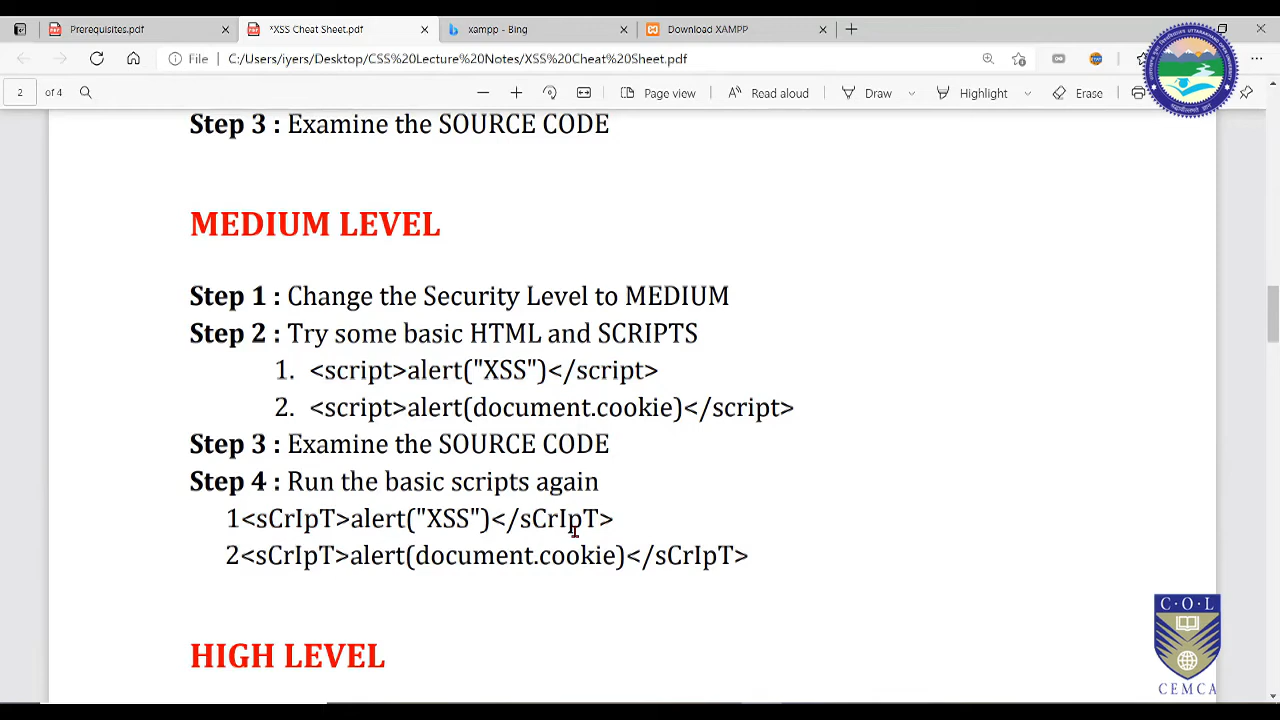 Prerequisites.pdf
*XSS Cheat Sheet.pdf
xampp - Bing
Download XAMPP
File
C:/Users/iyers/Desktop/CSS%20Lecture%20Notes/XSS%20Cheat%20Sheet.pdf
2 of 4
Page view
Read aloud
Draw
Highlight
Erase
Step 3 : Examine the SOURCE CODE
MEDIUM LEVEL
Step 1 : Change the Security Level to MEDIUM
Step 2 : Try some basic HTML and SCRIPTS
1. <script>alert("XSS")</script>
2. <script>alert(document.cookie)</script>
Step 3 : Examine the SOURCE CODE
Step 4 : Run the basic scripts again
1<sCrIpT>alert("XSS")</sCrIpT>
2<sCrIpT>alert(document.cookie)</sCrIpT>
HIGH LEVEL
C·O·L
CEMCA